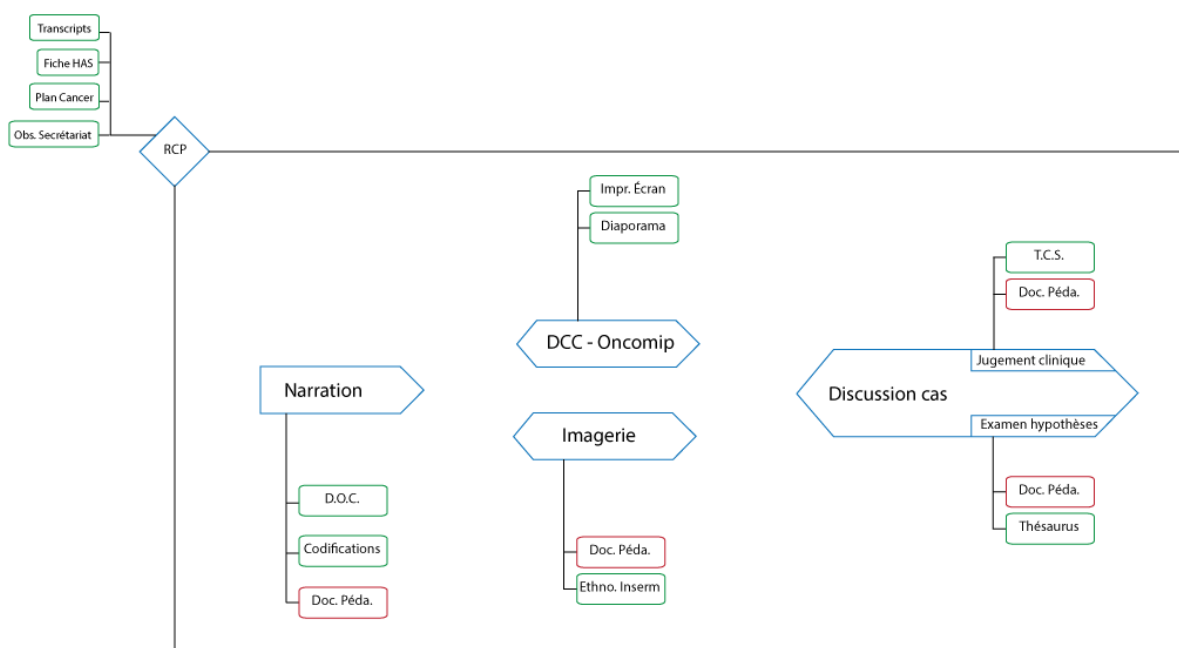 Transcripts
Fiche HAS
Plan Cancer
Obs. Secrétariat
RCP
Impr. Écran
Diaporama
DCC - Oncomip
T.C.S.
Doc. Péda.
Jugement clinique
Discussion cas
Examen hypothèses
Doc. Péda.
Thésaurus
Narration
D.O.C.
Codifications
Doc. Péda.
Imagerie
Doc. Péda.
Ethno. Inserm